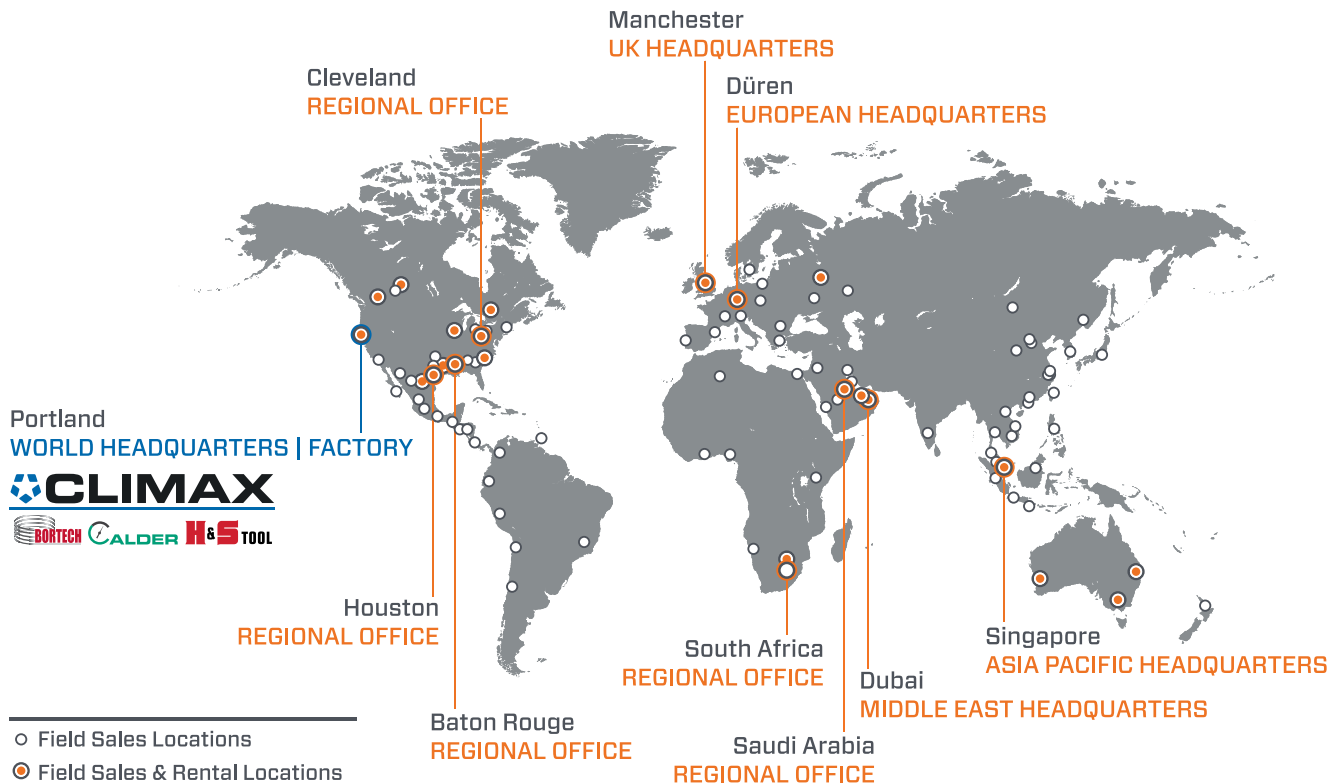 Manchester
UK HEADQUARTERS
Cleveland
REGIONAL OFFICE
Düren
EUROPEAN HEADQUARTERS
Portland
WORLD HEADQUARTERS | FACTORY
CLIMAX
BORTECH CALDER H&S TOOL
Houston
REGIONAL OFFICE
South Africa
REGIONAL OFFICE
Singapore
ASIA PACIFIC HEADQUARTERS
Dubai
MIDDLE EAST HEADQUARTERS
Baton Rouge
REGIONAL OFFICE
Saudi Arabia
REGIONAL OFFICE
Field Sales Locations
Field Sales & Rental Locations